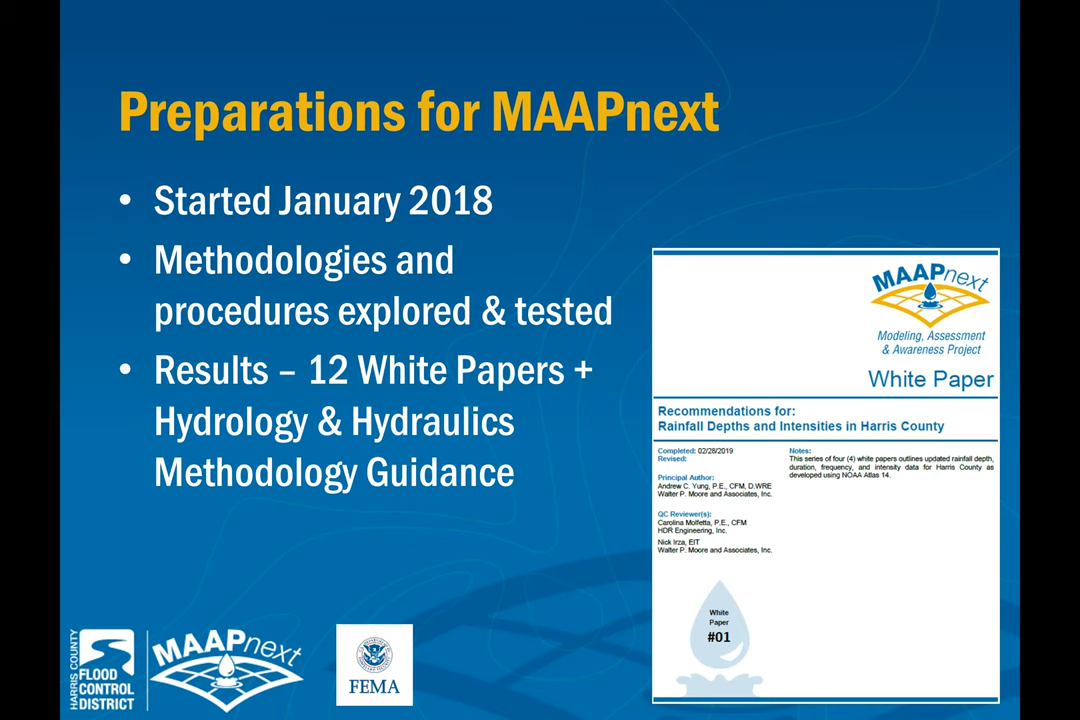 Preparations for MAAPnext
• Started January 2018
• Methodologies and
procedures explored & tested
• Results – 12 White Papers +
Hydrology & Hydraulics
Methodology Guidance
MAAPnext
Modeling, Assessment
& Awareness Project
White Paper
Recommendations for:
Rainfall Depths and Intensities in Harris County
Completed: 02/28/2019
Revised:
Principal Author:
Andrew C. Yung, P.E., CFM, D.WRE
Walter P. Moore and Associates, Inc.
QC Reviewer(s):
Carolina Molfetta, P.E., CFM
HDR Engineering, Inc.
Nick Irza, EIT
Walter P. Moore and Associates, Inc.
Notes:
This series of four (4) white papers outlines updated rainfall depth,
duration, frequency, and intensity data for Harris County as
developed using NOAA Atlas 14.
White
Paper
#01
HARRIS COUNTY
FLOOD
CONTROL
DISTRICT
MAAPnext
FEMA